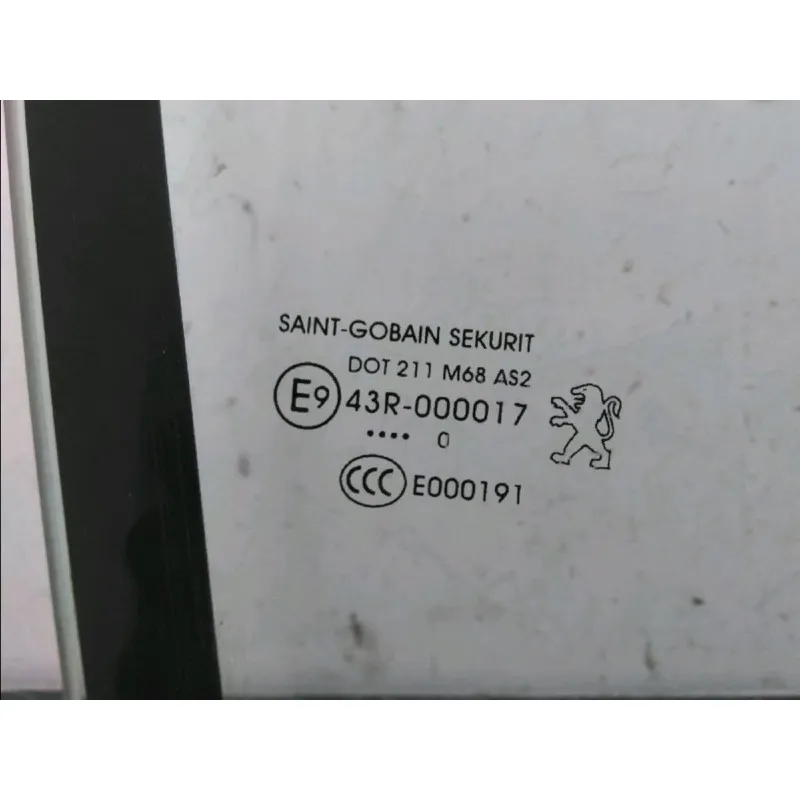 SAINT-GOBAIN SEKURIT
DOT 211 M68 AS2
E9 43R-000017
•••• 0
CCC E000191